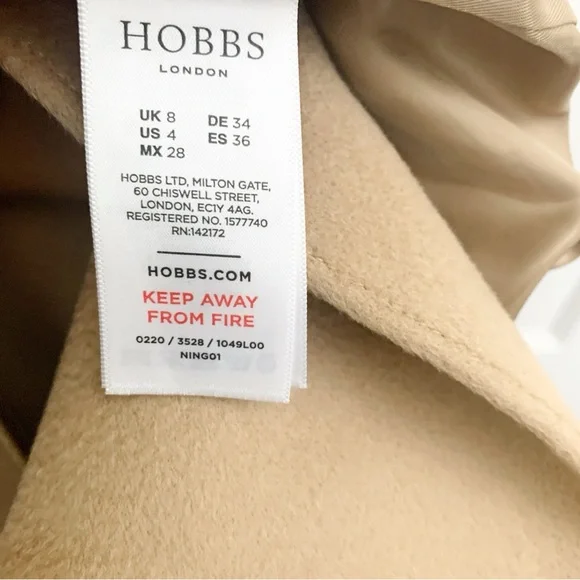 HOBBS
LONDON
UK 8 DE 34
US 4 ES 36
MX 28
HOBBS LTD, MILTON GATE,
60 CHISWELL STREET,
LONDON, EC1Y 4AG.
REGISTERED NO. 1577740
RN:142172
HOBBS.COM
KEEP AWAY
FROM FIRE
0220 / 3528 / 1049L00
NING01